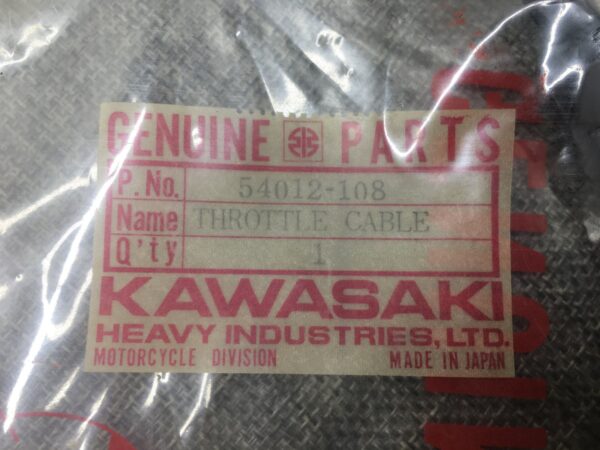 GENUINE PARTS
P. No. 54012-108
Name THROTTLE CABLE
Q'ty 1
KAWASAKI
HEAVY INDUSTRIES, LTD.
MOTORCYCLE DIVISION MADE IN JAPAN